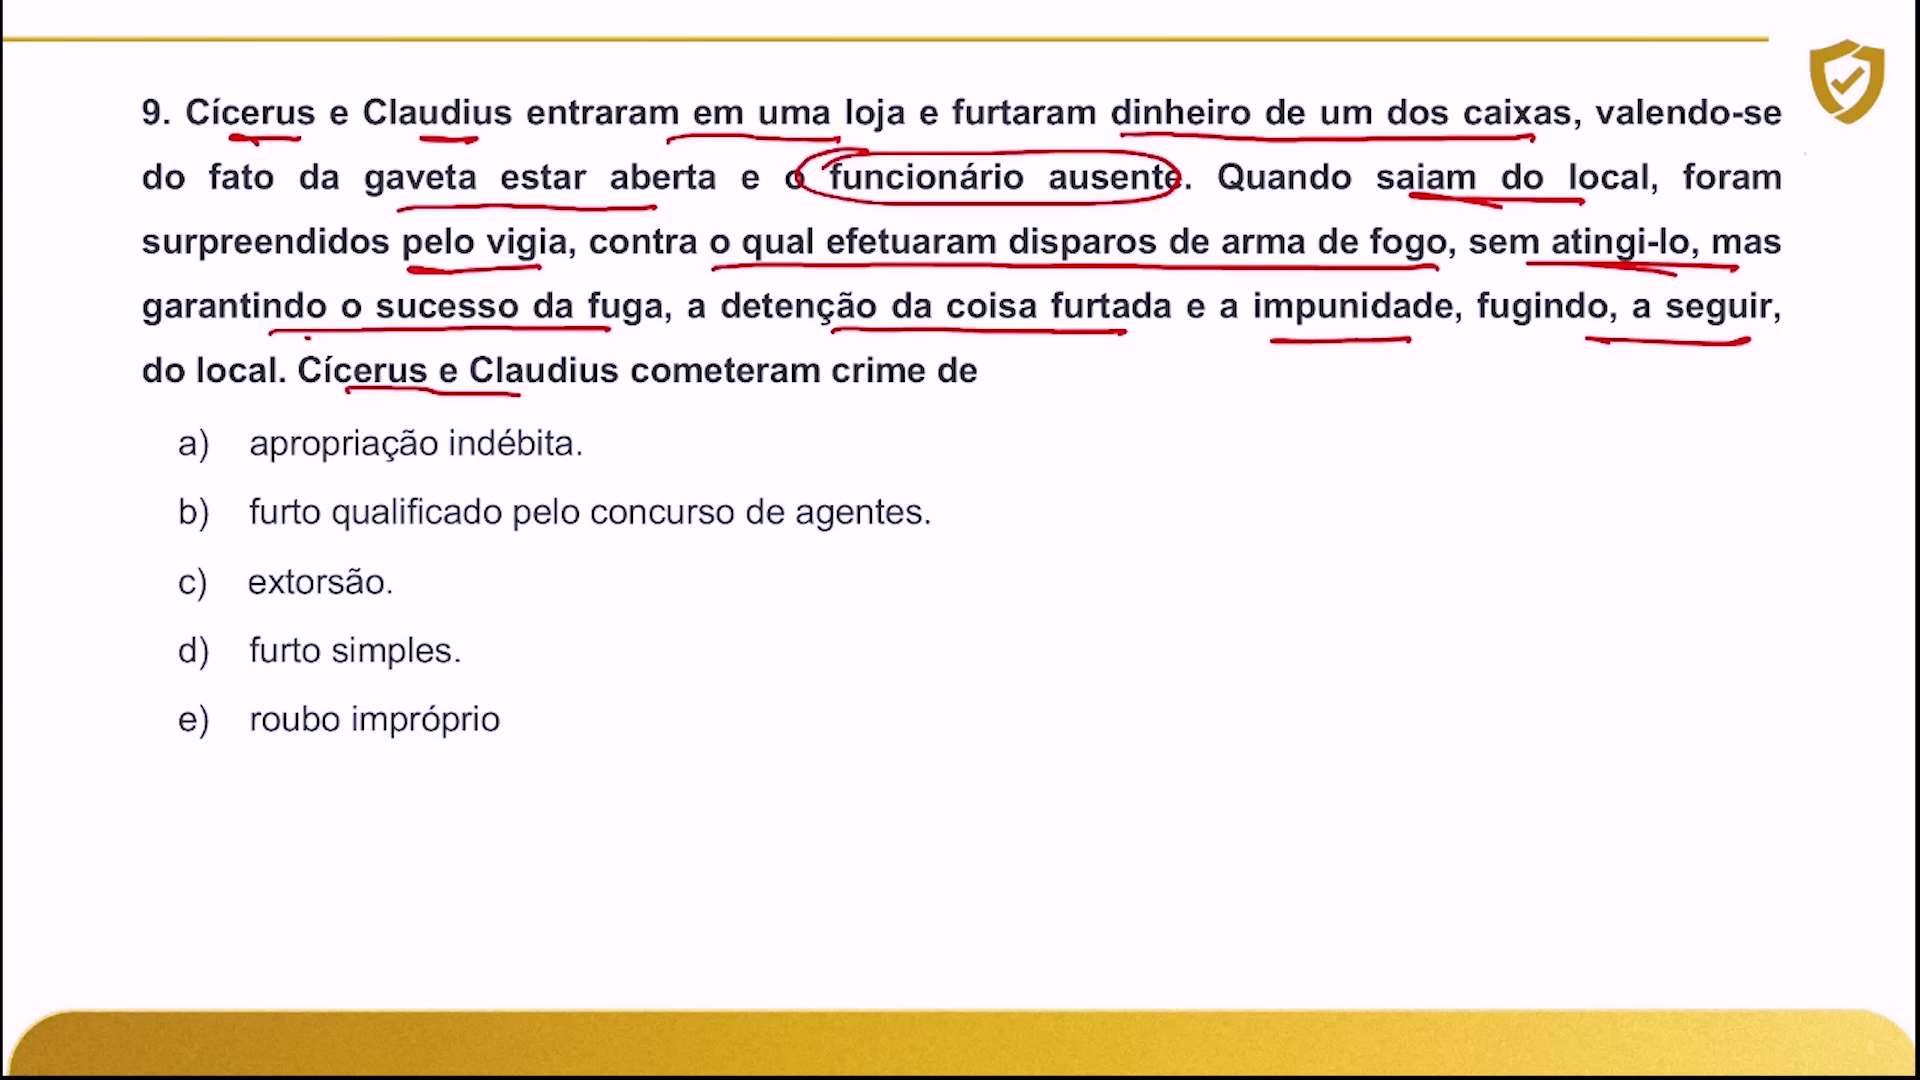 9. Cícerus e Claudius entraram em uma loja e furtaram dinheiro de um dos caixas, valendo-se
do fato da gaveta estar aberta e o funcionário ausente. Quando saiam do local, foram
surpreendidos pelo vigia, contra o qual efetuaram disparos de arma de fogo, sem atingi-lo, mas
garantindo o sucesso da fuga, a detenção da coisa furtada e a impunidade, fugindo, a seguir,
do local. Cícerus e Claudius cometeram crime de
a) apropriação indébita.
b) furto qualificado pelo concurso de agentes.
c) extorsão.
d) furto simples.
e) roubo impróprio